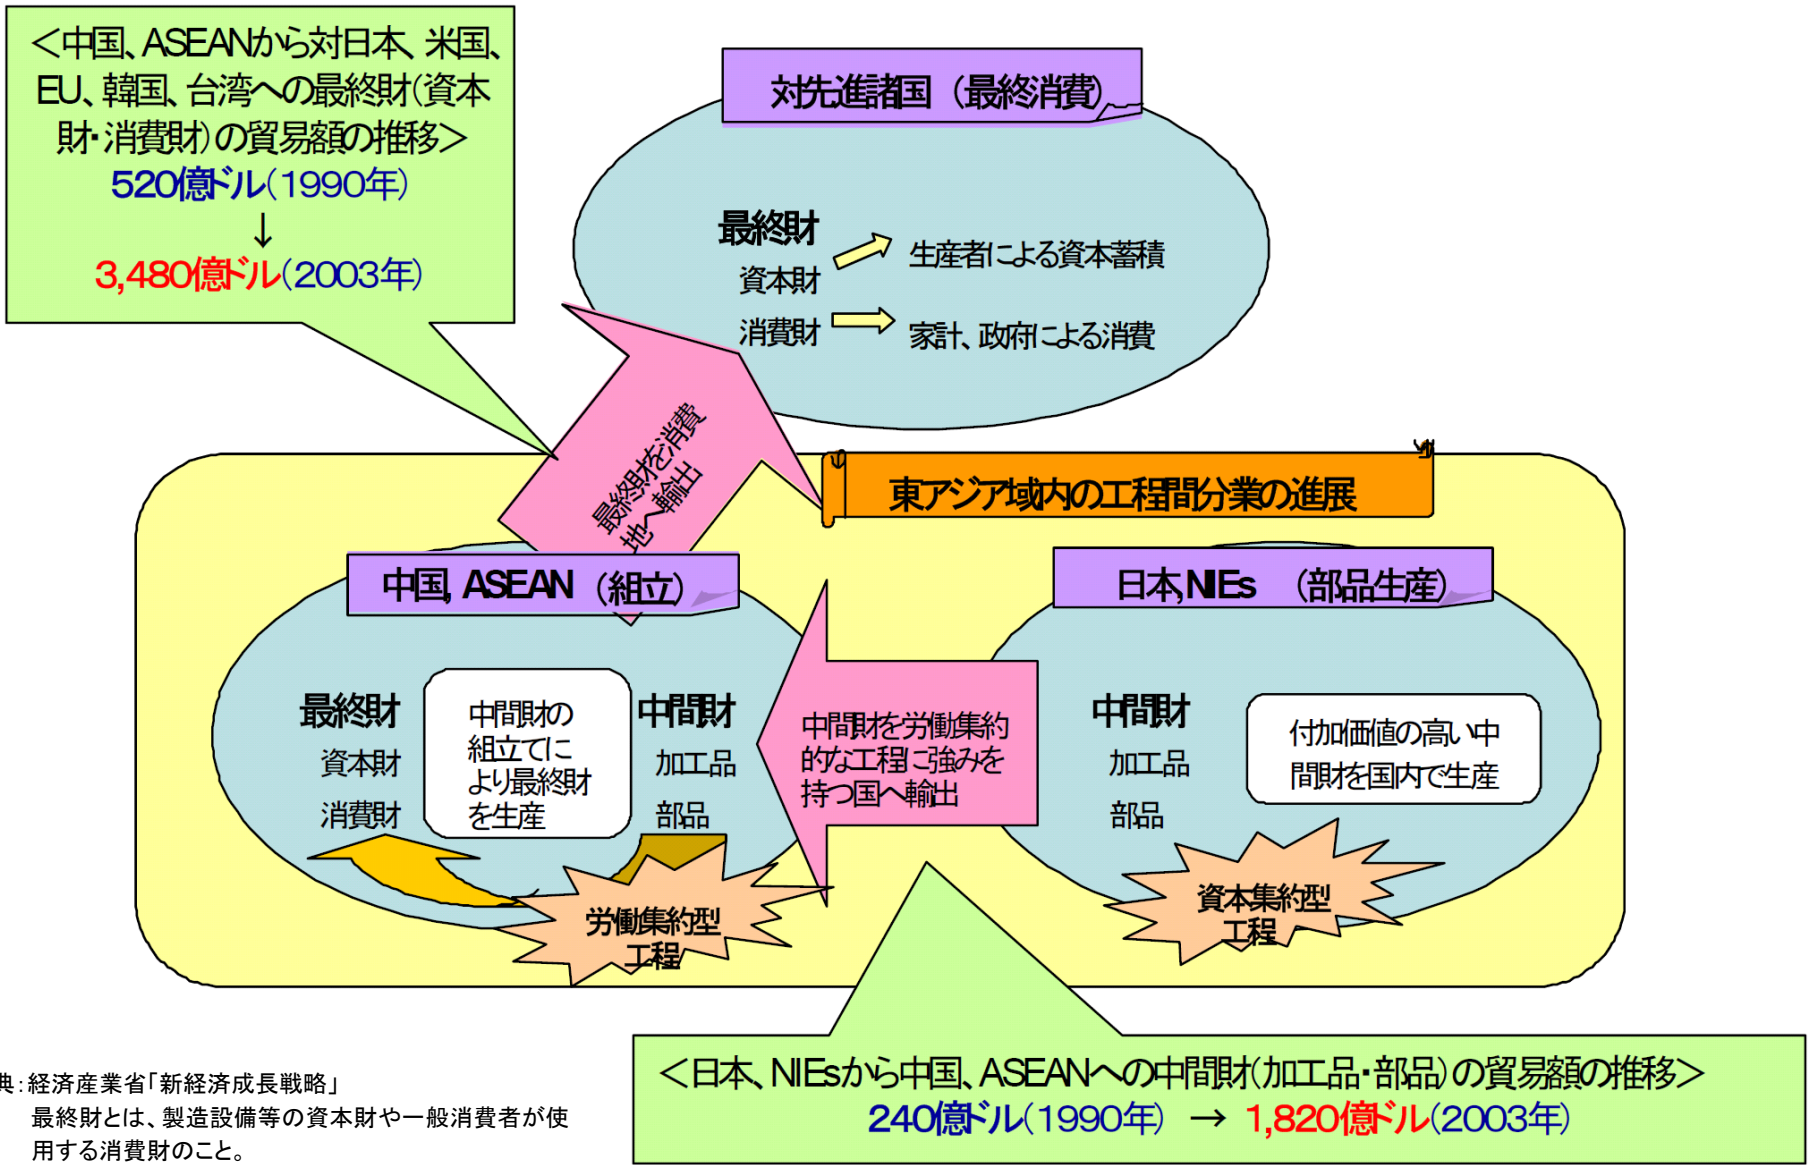 ＜中国、ASEANから対日本、米国、
EU、韓国、台湾への最終財(資本
財・消費財)の貿易額の推移＞
520億ドル(1990年)
↓
3,480億ドル(2003年)
対先進諸国（最終消費）
最終財
資本財
生産者による資本蓄積
消費財
家計、政府による消費
最終財を消費
地へ輸出
東アジア域内の工程間分業の進展
中国, ASEAN（組立）
日本,NIEs （部品生産）
最終財
資本財
消費財
中間財の
組立てに
より最終財
を生産
中間財
加工品
部品
中間財を労働集約
的な工程に強みを
持つ国へ輸出
中間財
加工品
部品
付加価値の高い中
間財を国内で生産
労働集約型
工程
資本集約型
工程
＜日本、NIEsから中国、ASEANへの中間財(加工品・部品)の貿易額の推移＞
240億ドル(1990年) → 1,820億ドル(2003年)
典：経済産業省「新経済成長戦略」
最終財とは、製造設備等の資本財や一般消費者が使
用する消費財のこと。